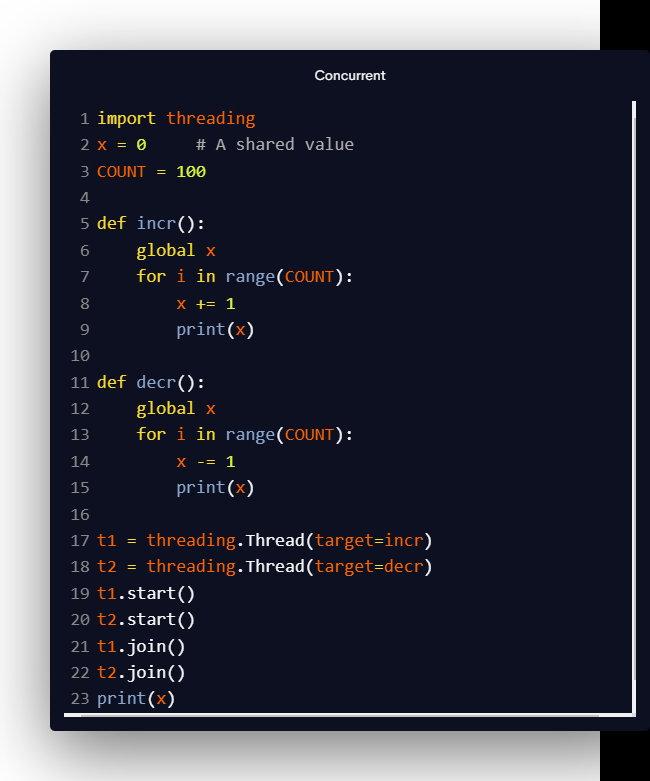 Concurrent
1 import threading
2 x = 0     # A shared value
3 COUNT = 100
4
5 def incr():
6     global x
7     for i in range(COUNT):
8         x += 1
9         print(x)
10
11 def decr():
12     global x
13     for i in range(COUNT):
14         x -= 1
15         print(x)
16
17 t1 = threading.Thread(target=incr)
18 t2 = threading.Thread(target=decr)
19 t1.start()
20 t2.start()
21 t1.join()
22 t2.join()
23 print(x)